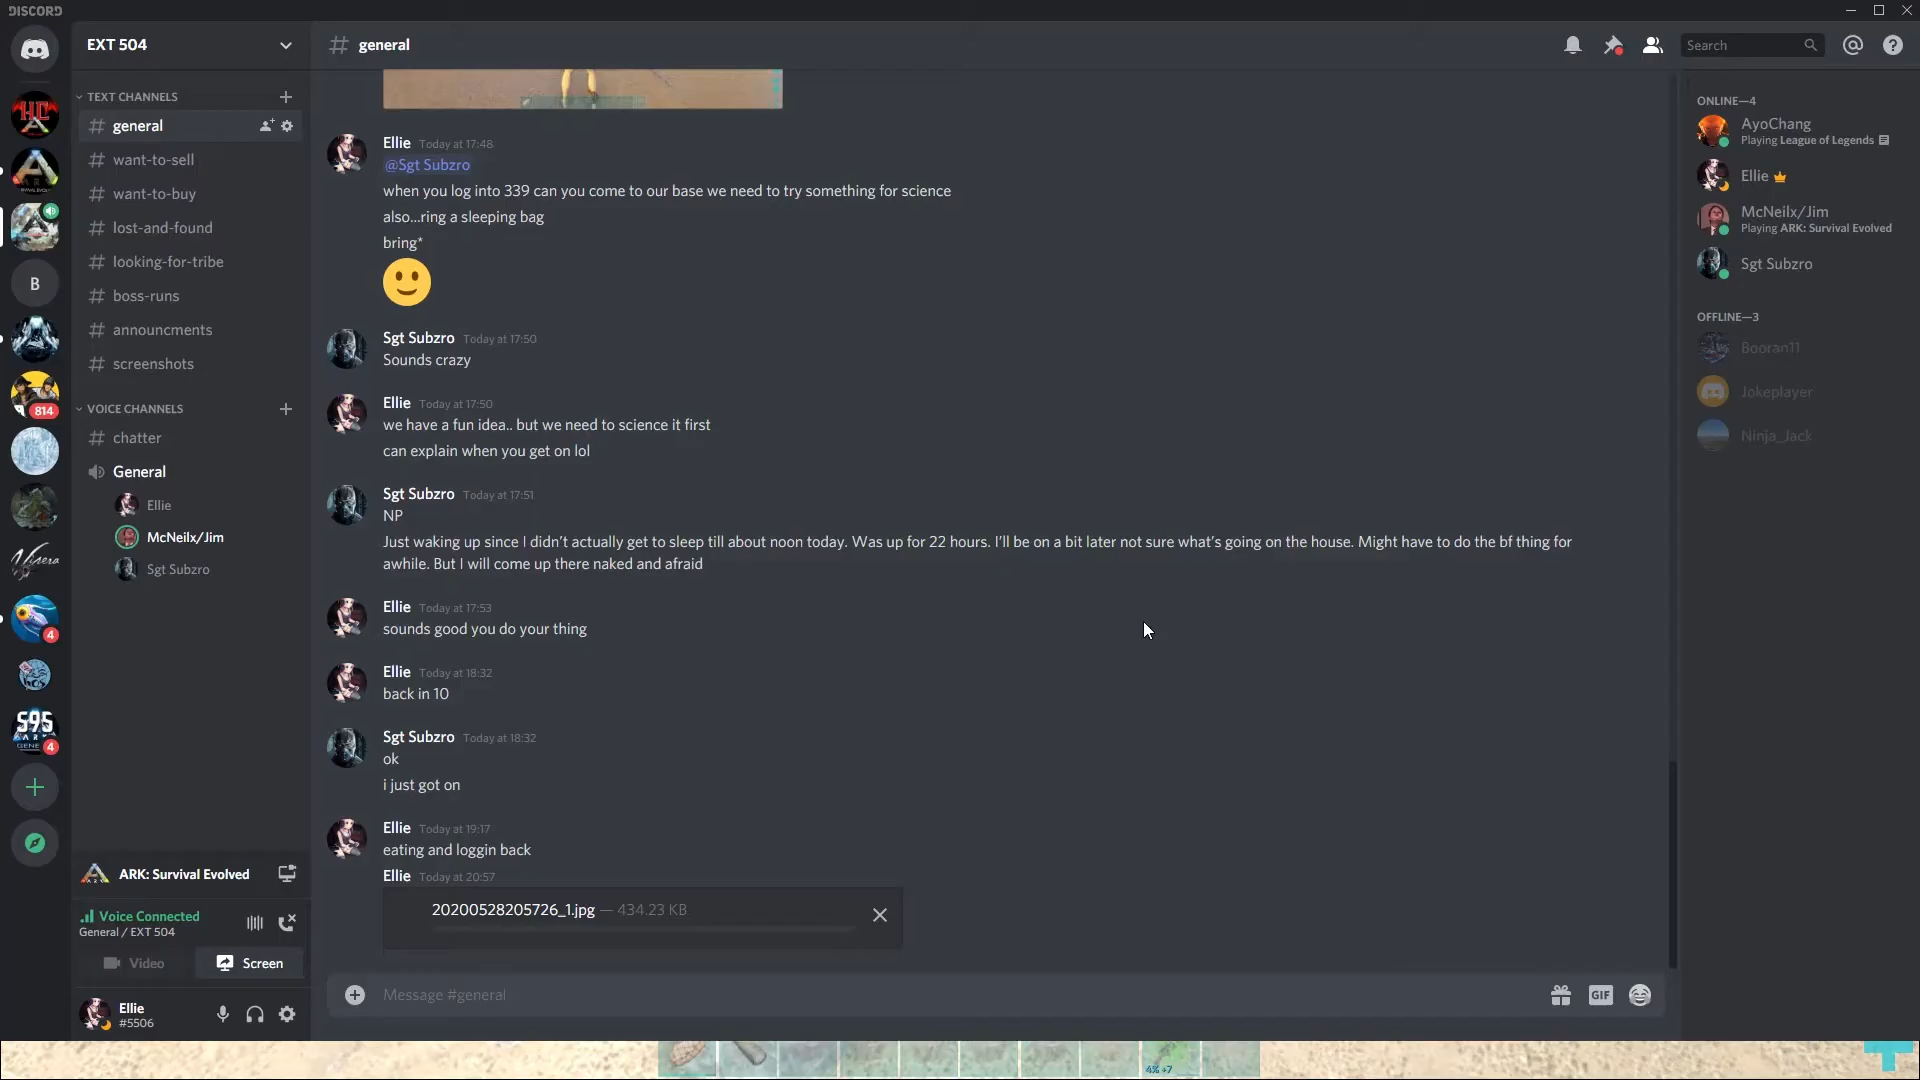 DISCORD
EXT 504
general
Search
TEXT CHANNELS
general
want-to-sell
want-to-buy
lost-and-found
looking-for-tribe
boss-runs
announcments
screenshots
VOICE CHANNELS
chatter
General
Ellie
McNeilx/Jim
Sgt Subzro
HC
B
814
4
595
4
ARK: Survival Evolved
Voice Connected
General / EXT 504
Video
Screen
Ellie
#5506
Ellie Today at 17:48
@Sgt Subzro
when you log into 339 can you come to our base we need to try something for science
also...ring a sleeping bag
bring*
Sgt Subzro Today at 17:50
Sounds crazy
Ellie Today at 17:50
we have a fun idea.. but we need to science it first
can explain when you get on lol
Sgt Subzro Today at 17:51
NP
Just waking up since I didn't actually get to sleep till about noon today. Was up for 22 hours. I'll be on a bit later not sure what's going on the house. Might have to do the bf thing for
awhile. But I will come up there naked and afraid
Ellie Today at 17:53
sounds good you do your thing
Ellie Today at 18:32
back in 10
Sgt Subzro Today at 18:32
ok
i just got on
Ellie Today at 19:17
eating and loggin back
Ellie Today at 20:57
20200528205726_1.jpg — 434.23 KB
Message #general
GIF
ONLINE—4
AyoChang
Playing League of Legends
Ellie
McNeilx/Jim
Playing ARK: Survival Evolved
Sgt Subzro
OFFLINE—3
Booran11
Jokeplayer
Ninja_Jack
4% +7